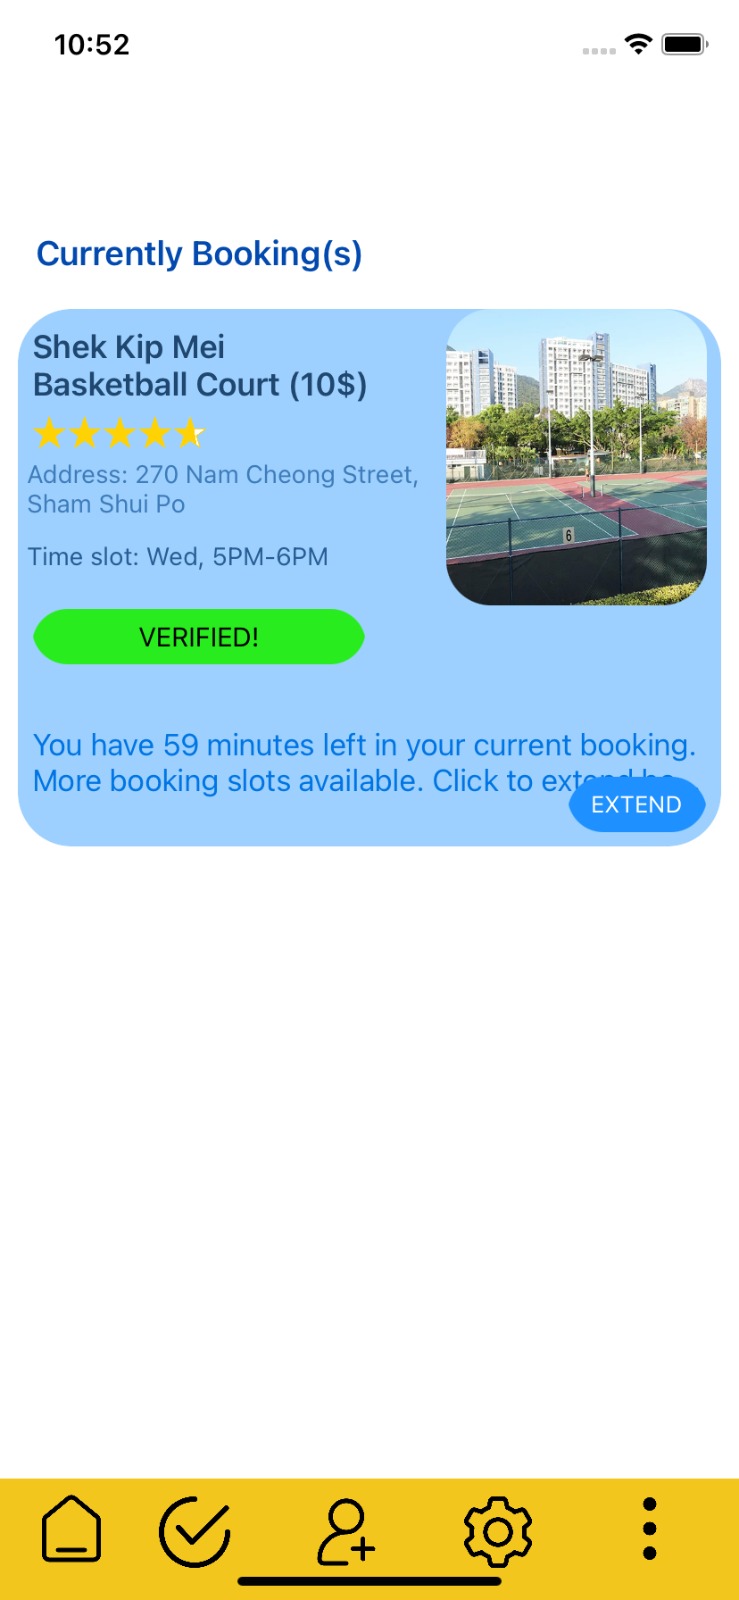 10:52
Currently Booking(s)
Shek Kip Mei
Basketball Court (10$)
Address: 270 Nam Cheong Street,
Sham Shui Po
Time slot: Wed, 5PM-6PM
6
VERIFIED!
You have 59 minutes left in your current booking.
More booking slots available. Click to extend
EXTEND